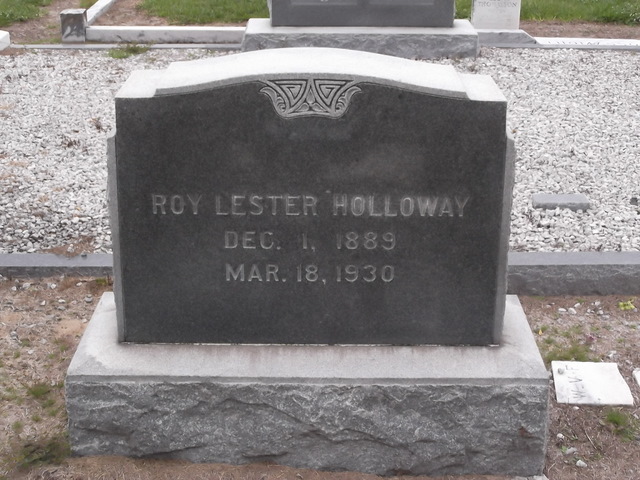 ROY LESTER HOLLOWAY
DEC. 1, 1889
MAR. 18, 1930